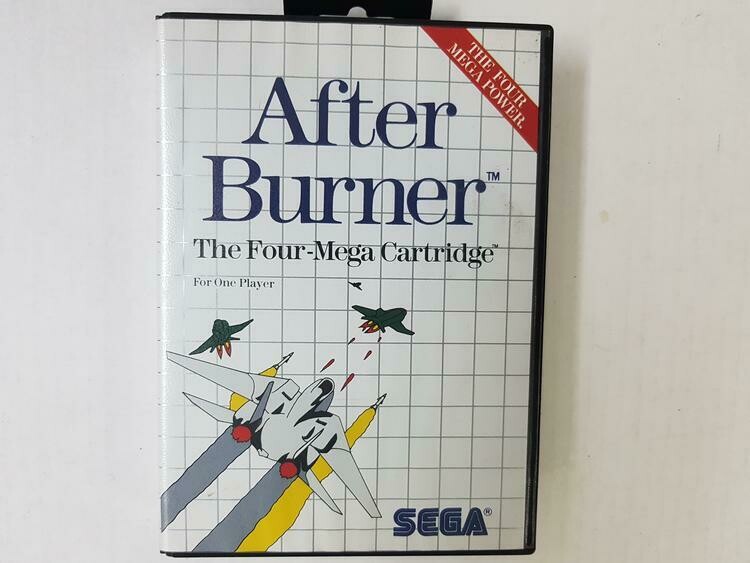 THE FOUR
MEGA POWER.
After
Burner™
The Four-Mega Cartridge™
For One Player
SEGA®